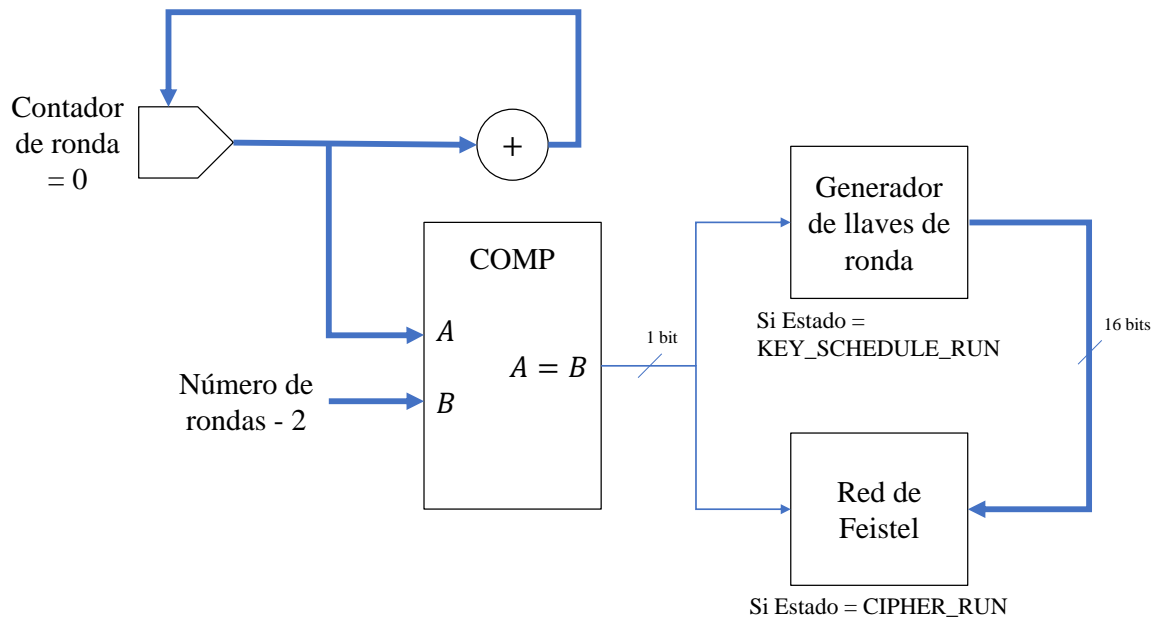 Contador
de ronda
= 0
+
COMP
A
B
A = B
Número de
rondas - 2
1 bit
Generador
de llaves de
ronda
Si Estado =
KEY_SCHEDULE_RUN
16 bits
Red de
Feistel
Si Estado = CIPHER_RUN